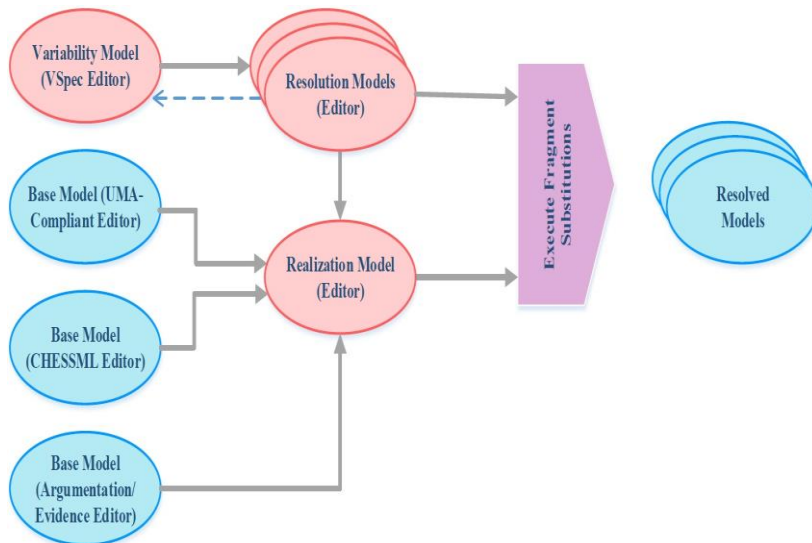 Variability Model
(VSpec Editor)
Resolution Models
(Editor)
Execute Fragment
Substitutions
Resolved
Models
Base Model (UMA-
Compliant Editor)
Realization Model
(Editor)
Base Model
(CHESSML Editor)
Base Model
(Argumentation/
Evidence Editor)